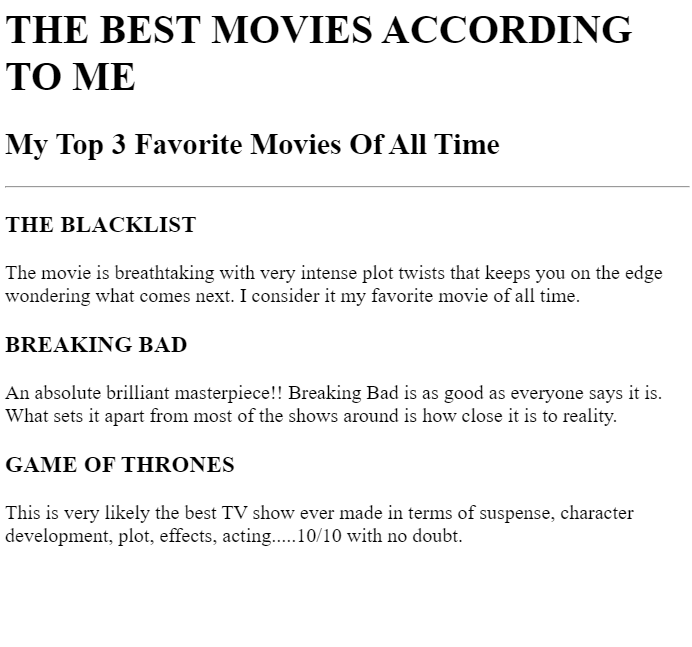 THE BEST MOVIES ACCORDING
TO ME
My Top 3 Favorite Movies Of All Time
THE BLACKLIST
The movie is breathtaking with very intense plot twists that keeps you on the edge
wondering what comes next. I consider it my favorite movie of all time.
BREAKING BAD
An absolute brilliant masterpiece!! Breaking Bad is as good as everyone says it is.
What sets it apart from most of the shows around is how close it is to reality.
GAME OF THRONES
This is very likely the best TV show ever made in terms of suspense, character
development, plot, effects, acting.....10/10 with no doubt.